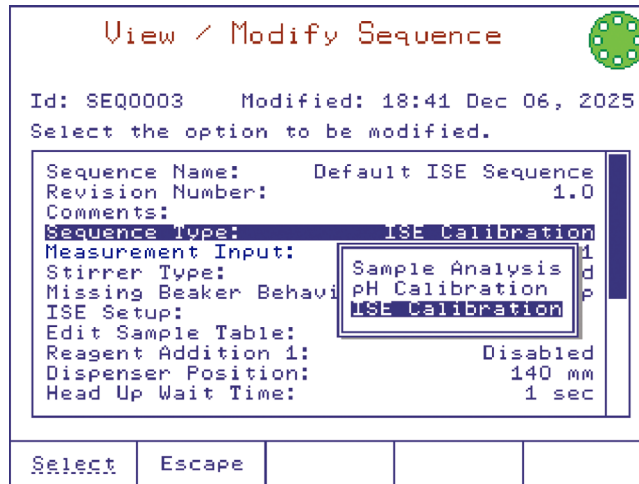 View / Modify Sequence
Id: SEQ0003 Modified: 18:41 Dec 06, 2025
Select the option to be modified.
Sequence Name: Default ISE Sequence
Revision Number: 1.0
Comments:
Sequence Type: ISE Calibration
Measurement Input: 1
Stirrer Type: d
Missing Beaker Behavi p
ISE Setup:
Edit Sample Table:
Reagent Addition 1: Disabled
Dispenser Position: 140 mm
Head Up Wait Time: 1 sec
Sample Analysis
pH Calibration
ISE Calibration
Select Escape